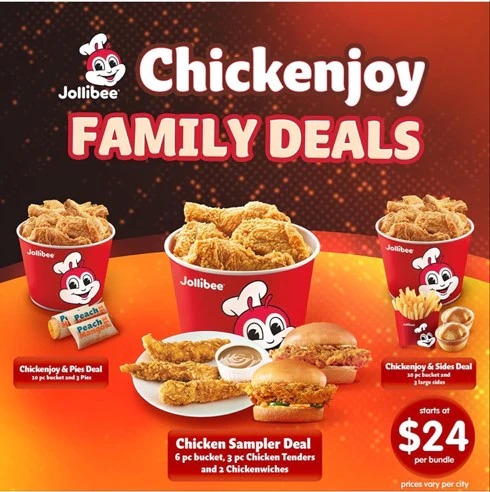 Jollibee
Chickenjoy
FAMILY DEALS
Jollibee
Jollibee
Jollibee
Jollibee
Peach
Peach
Mango
Chickenjoy & Pies Deal
10 pc bucket and 3 Pies
Chickenjoy & Sides Deal
10 pc bucket and
3 large sides
Chicken Sampler Deal
6 pc bucket, 3 pc Chicken Tenders
and 2 Chickenwiches
starts at
$24
per bundle
prices vary per city